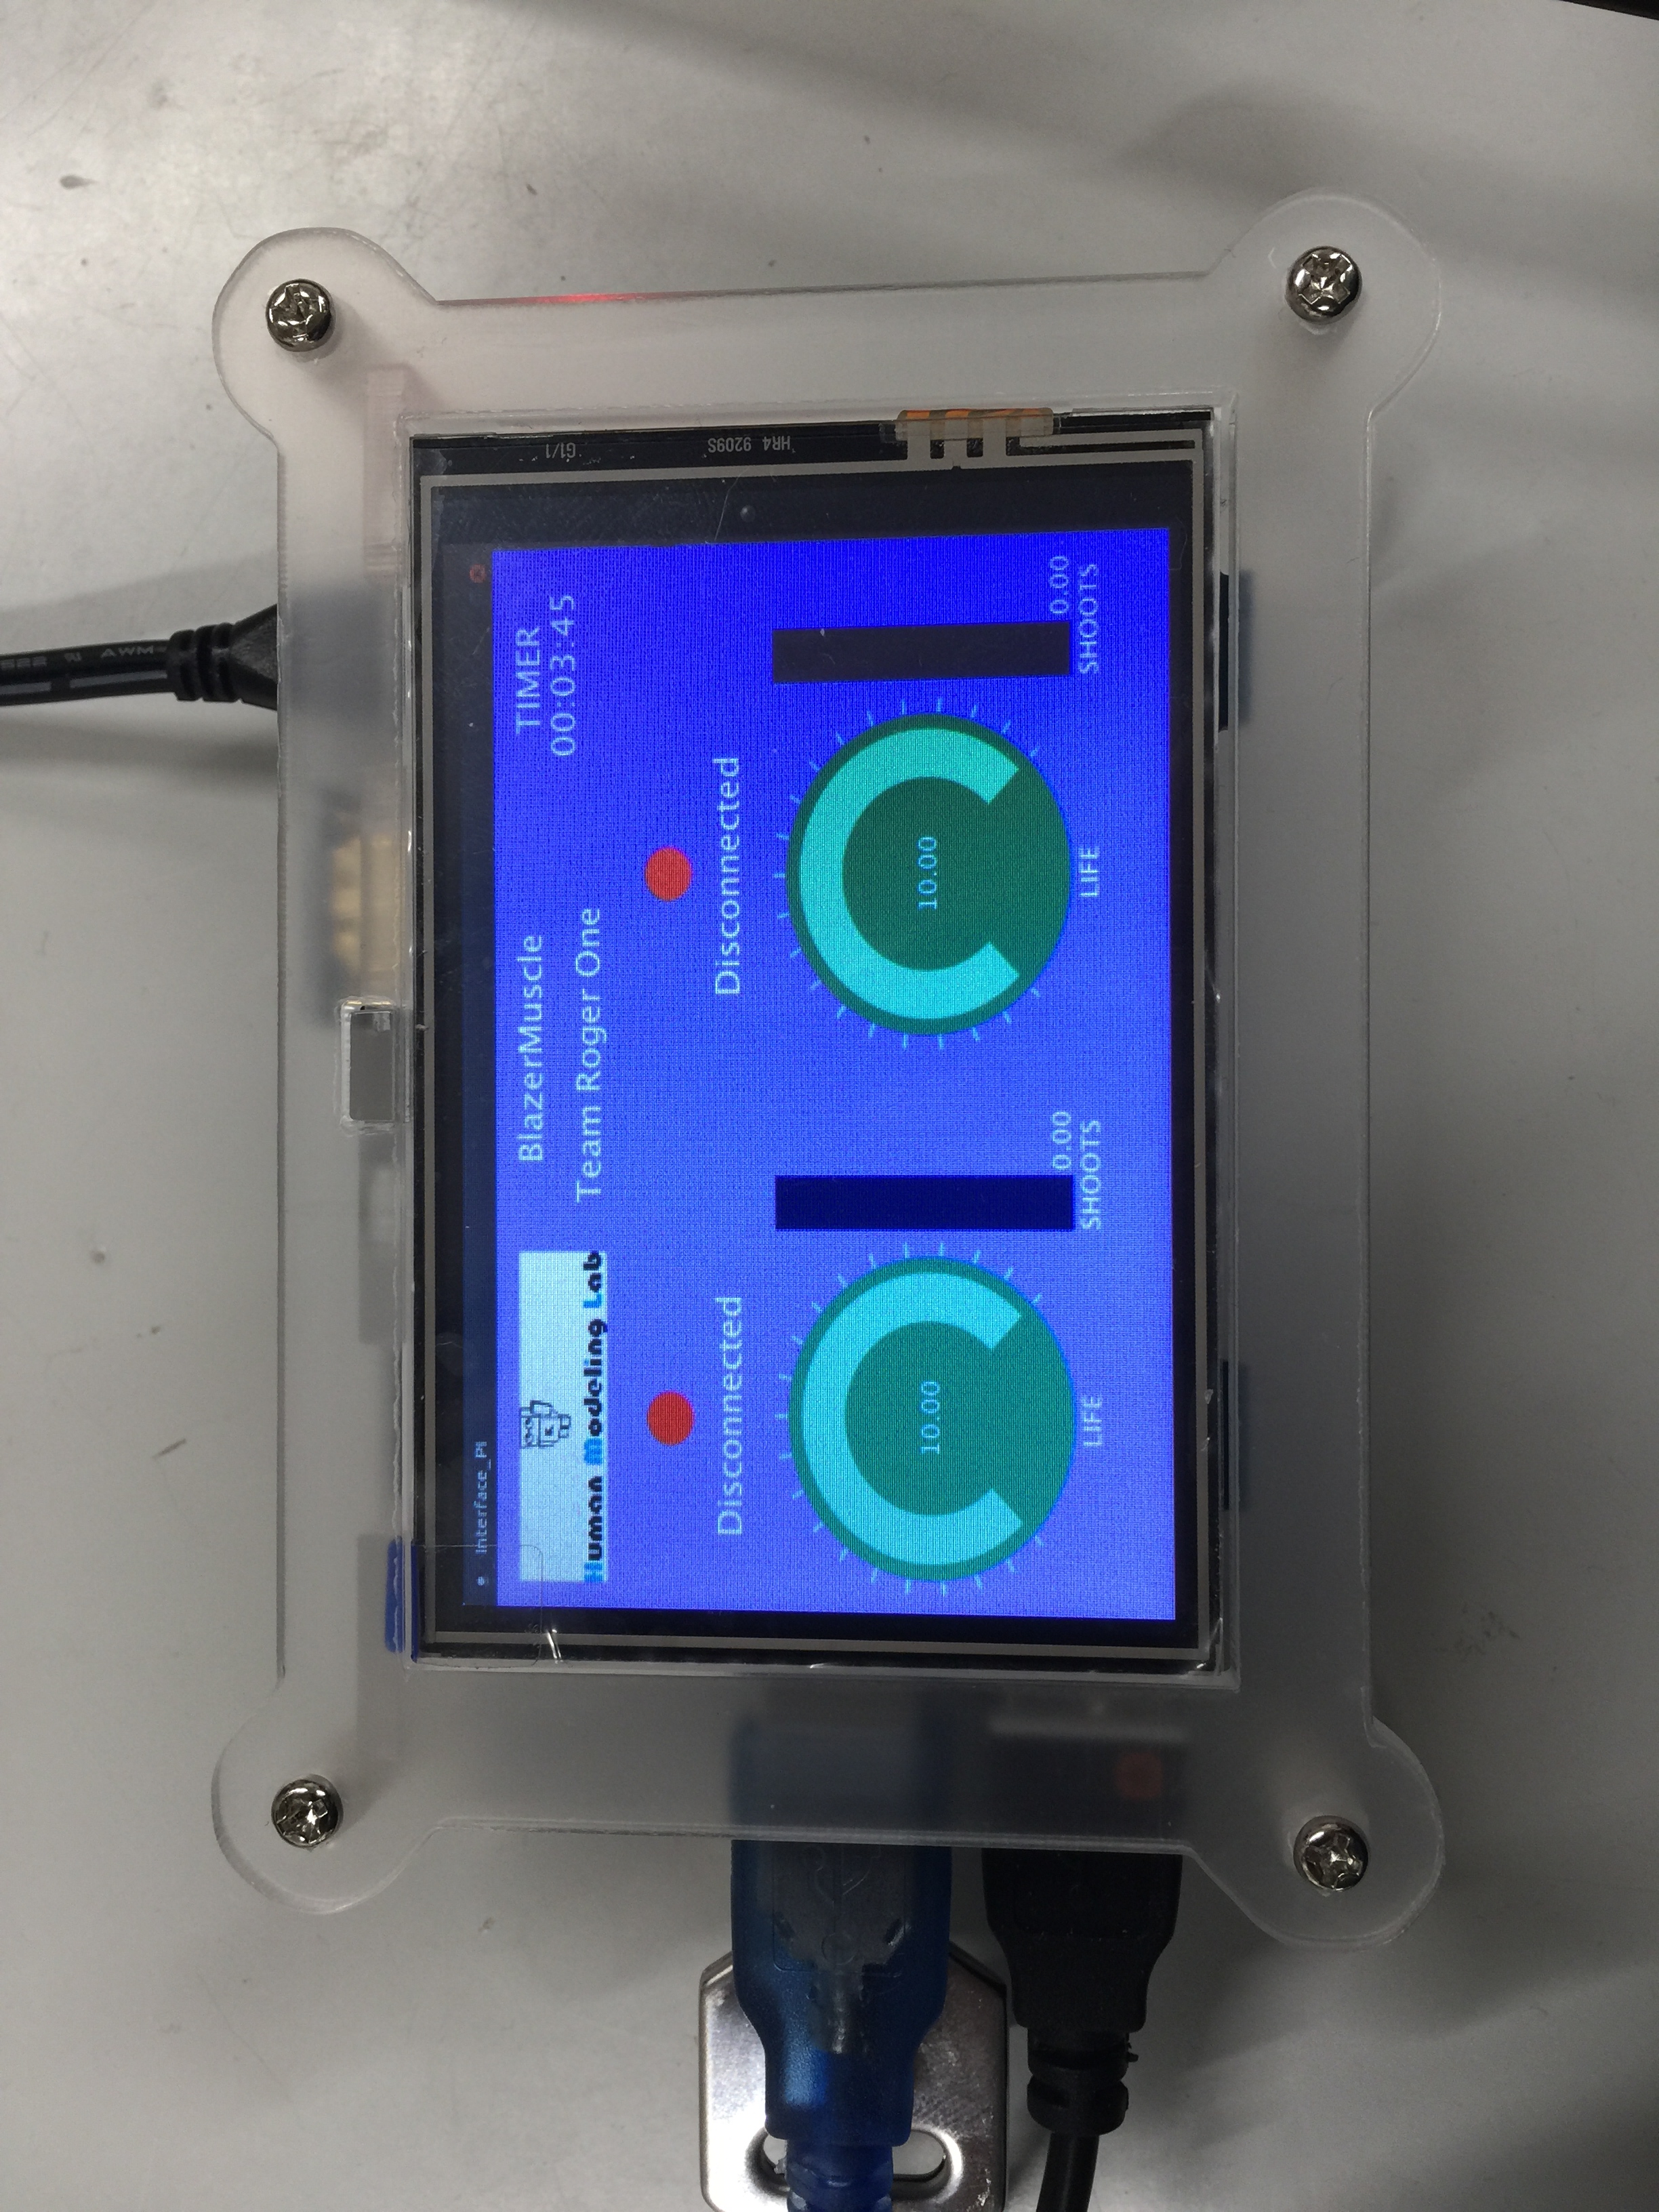 AWM
Interface_Pi
Human Modeling Lab
BlazerMuscle
Team Roger One
TIMER
00:03:45
Disconnected
Disconnected
10.00
0.00
LIFE
SHOOTS
10.00
0.00
LIFE
SHOOTS
G1/1
HR4 9209S